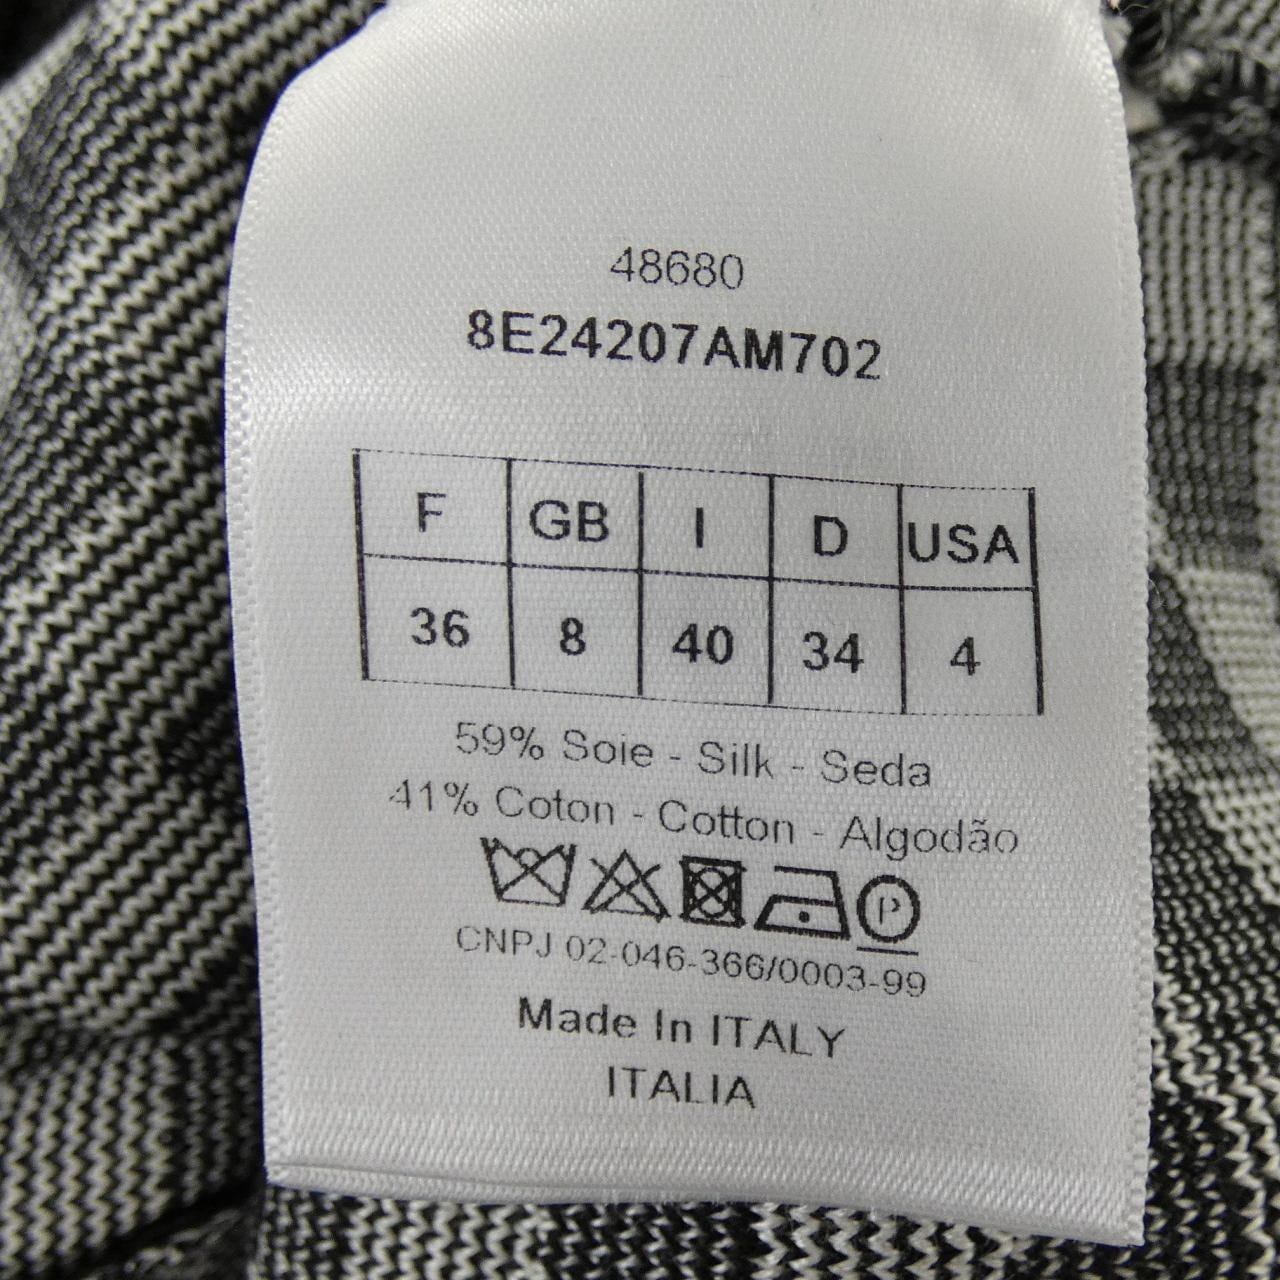 48680
8E24207AM702
F GB I D USA
36 8 40 34 4
59% Soie - Silk - Seda
41% Coton - Cotton - Algodão
P
CNPJ 02-046-366/0003-99
Made In ITALY
ITALIA